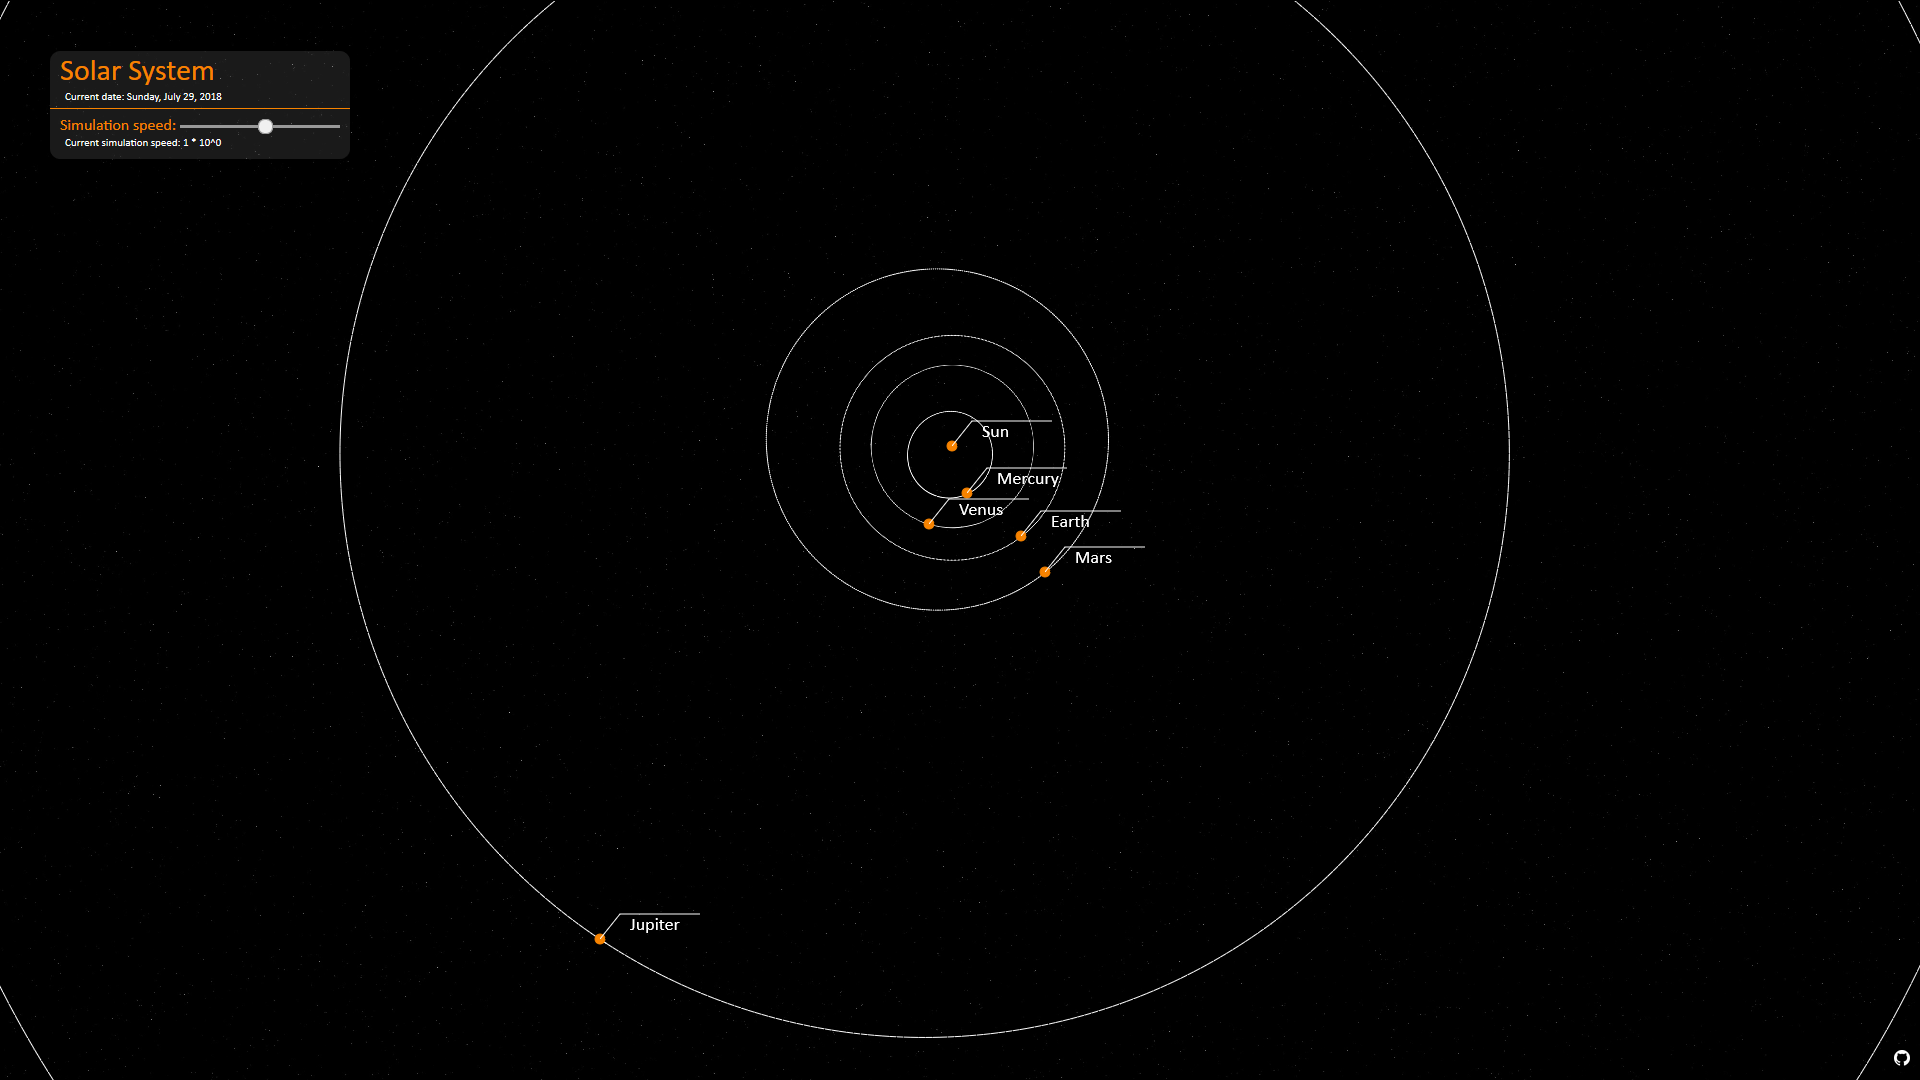 Solar System
Current date: Sunday, July 29, 2018
Simulation speed:
Current simulation speed: 1 * 10^0
Sun
Mercury
Venus
Earth
Mars
Jupiter